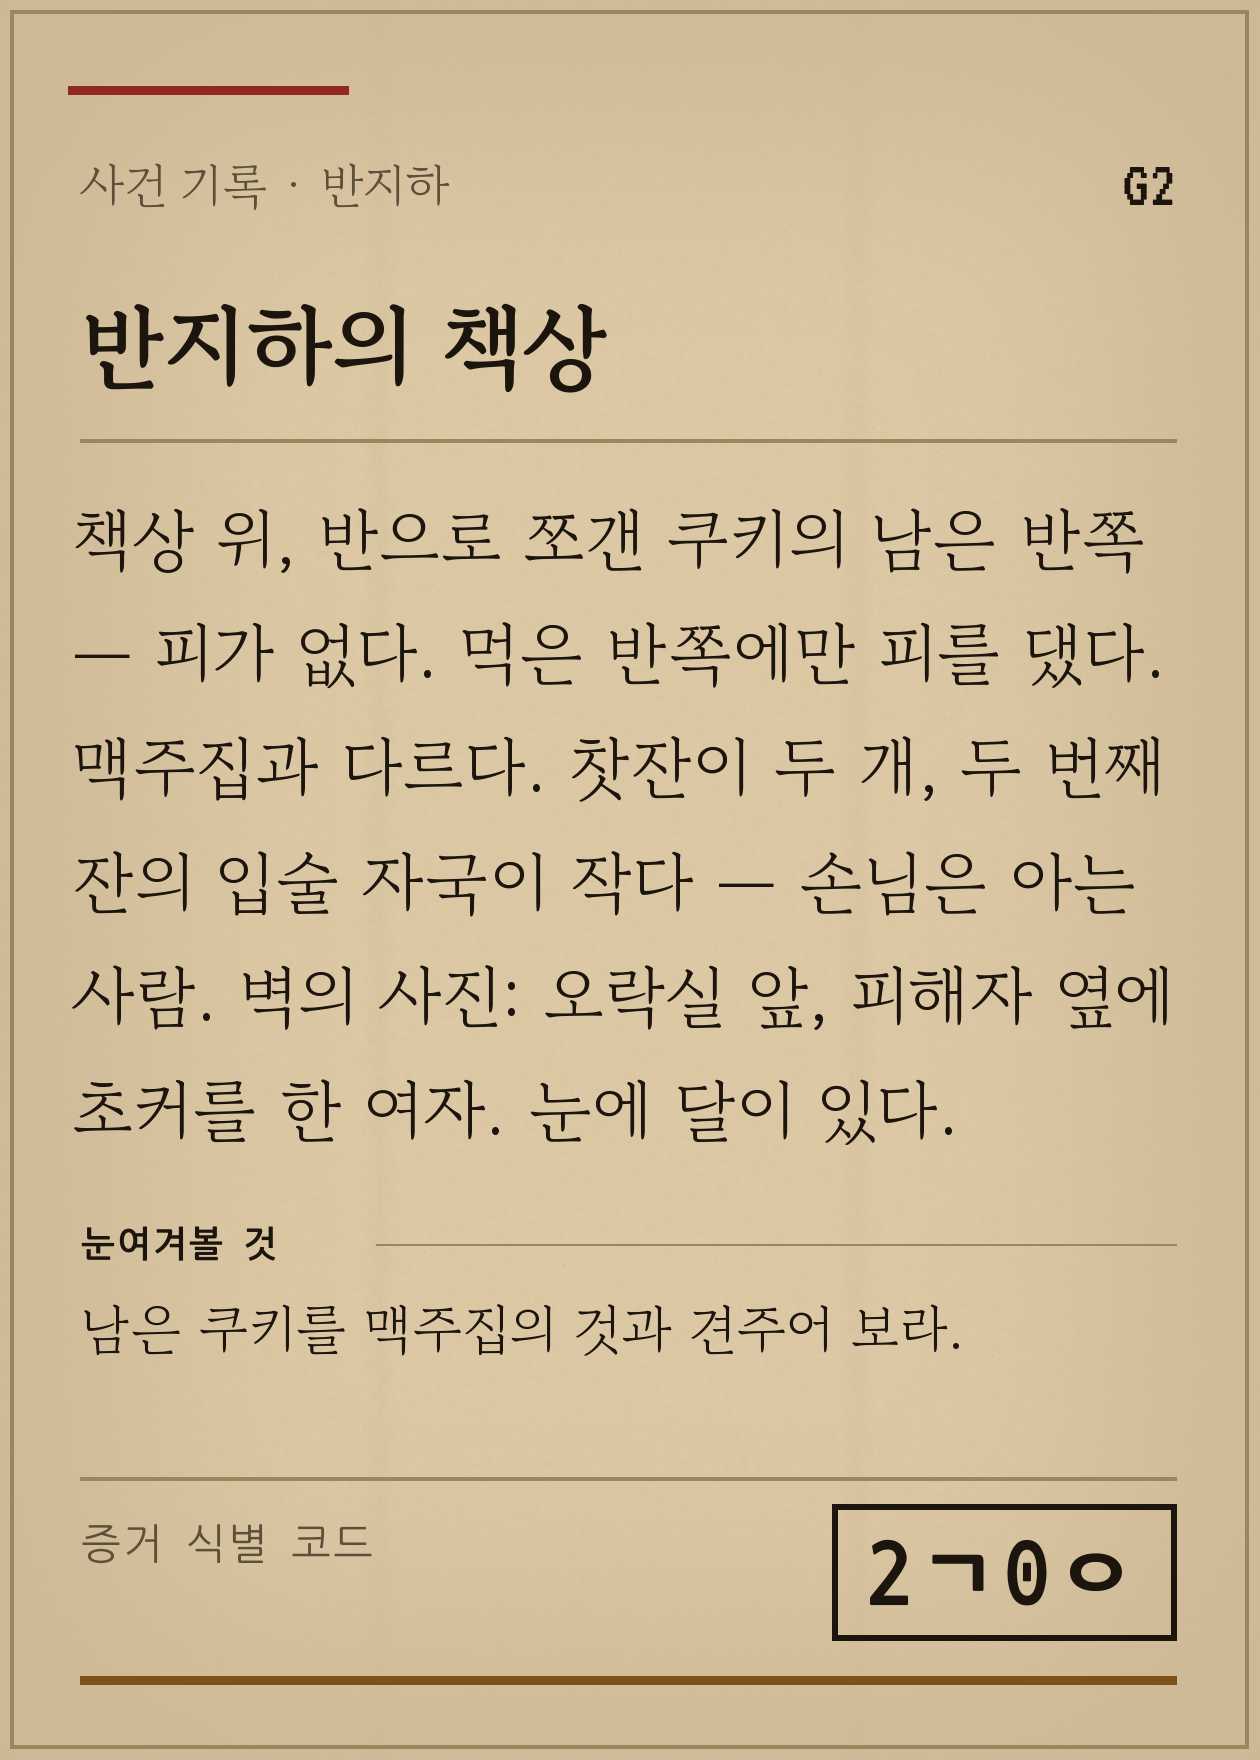 사건 기록 · 반지하
G2
반지하의 책상
책상 위, 반으로 쪼갠 쿠키의 남은 반쪽
— 피가 없다. 먹은 반쪽에만 피를 댔다.
맥주집과 다르다. 찻잔이 두 개, 두 번째
잔의 입술 자국이 작다 — 손님은 아는
사람. 벽의 사진: 오락실 앞, 피해자 옆에
초커를 한 여자. 눈에 달이 있다.
눈여겨볼 것
남은 쿠키를 맥주집의 것과 견주어 보라.
증거 식별 코드
2ㄱ0ㅇ